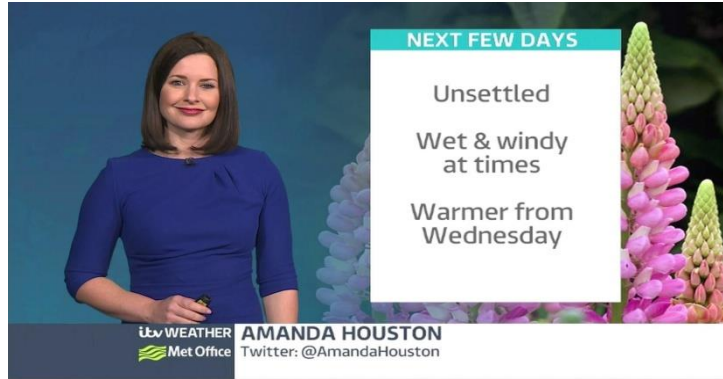 NEXT FEW DAYS
Unsettled
Wet & windy
at times
Warmer from
Wednesday
itv WEATHER
Met Office
AMANDA HOUSTON
Twitter: @AmandaHouston